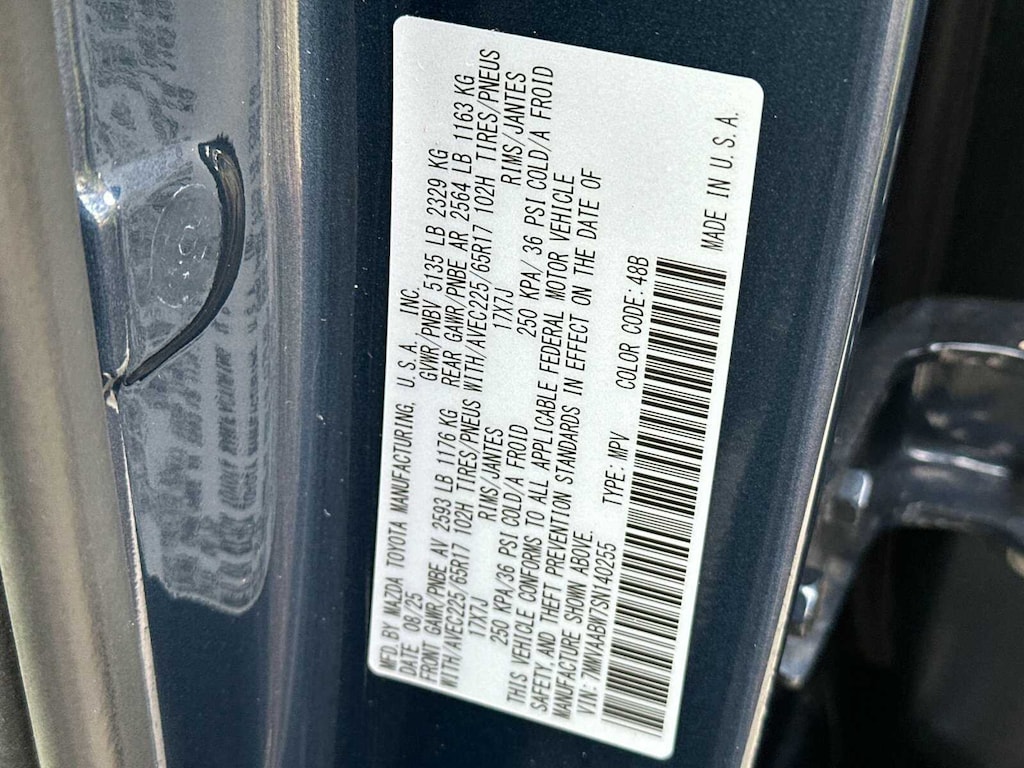 MFD. BY MAZDA TOYOTA MANUFACTURING, U. S. A. INC.
DATE 08/25 GVWR/PNBV 5135 LB 2329 KG
FRONT GAWR/PNBE AV 2593 LB 1176 KG REAR GAWR/PNBE AR 2564 LB 1163 KG
WITH/AVEC225/65R17 102H TIRES/PNEUS WITH/AVEC225/65R17 102H TIRES/PNEUS
17X7J RIMS/JANTES 17X7J RIMS/JANTES
250 KPA/36 PSI COLD/A FROID 250 KPA/ 36 PSI COLD/A FROID
THIS VEHICLE CONFORMS TO ALL APPLICABLE FEDERAL MOTOR VEHICLE
SAFETY, AND THEFT PREVENTION STANDARDS IN EFFECT ON THE DATE OF
MANUFACTURE SHOWN ABOVE.
VIN: 7MMVAABW7SN140255 TYPE: MPV COLOR CODE: 48B
MADE IN U. S. A.